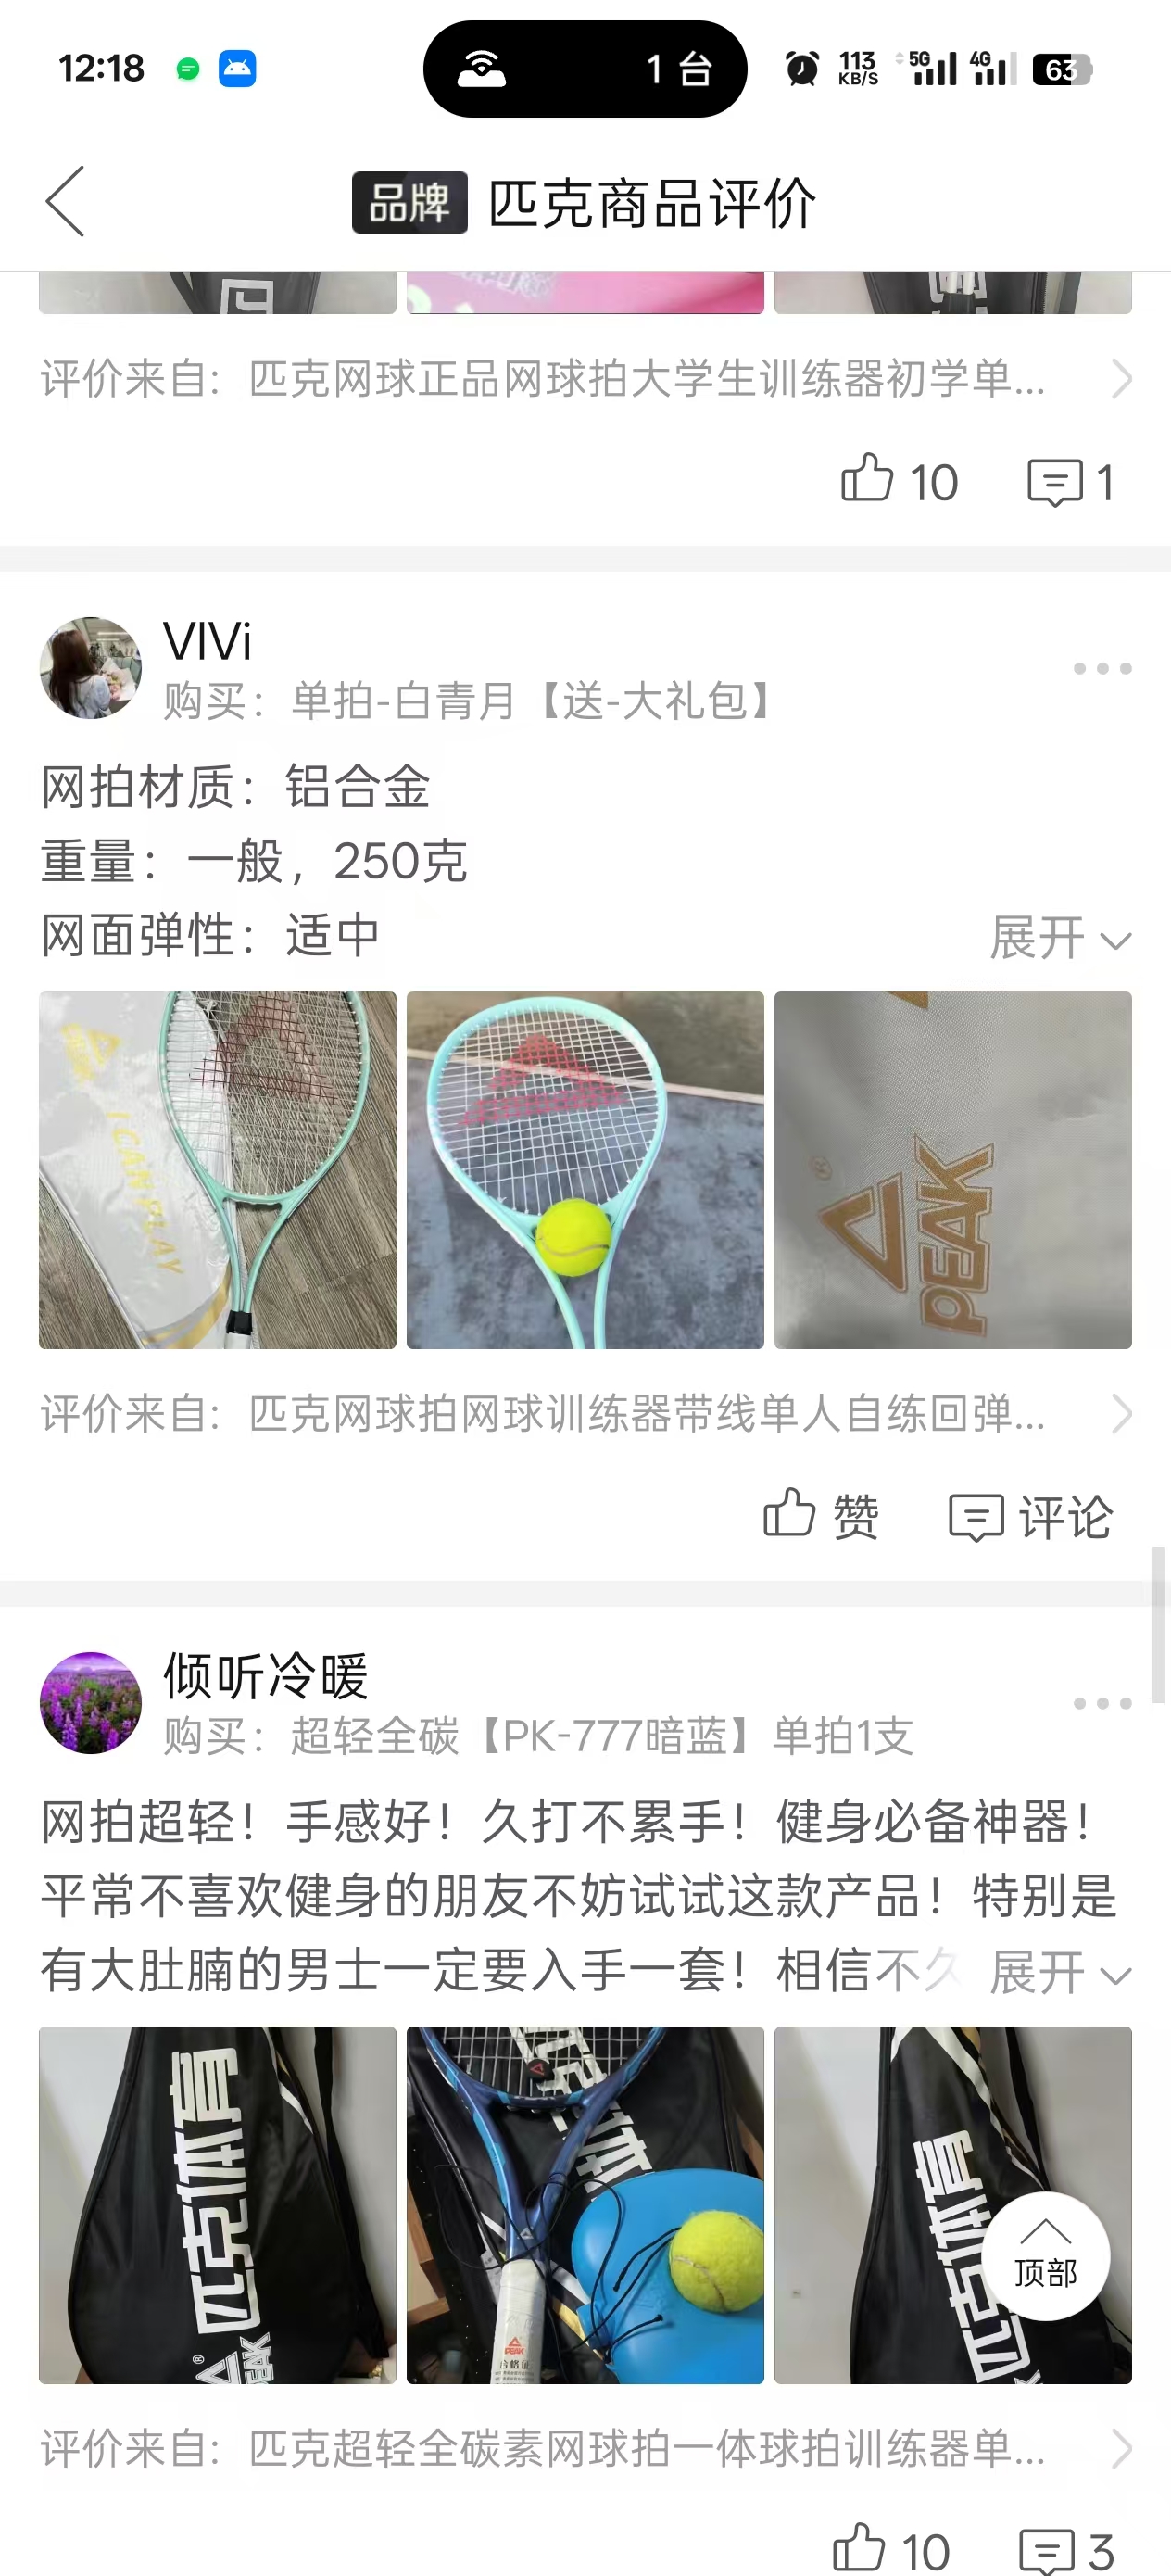 12:18
1 台
113
KB/S
5G
4G
63
品牌 匹克商品评价
评价来自：匹克网球正品网球拍大学生训练器初学单...
10
1
VIVi
购买：单拍-白青月【送-大礼包】
网拍材质：铝合金
重量：一般，250克
网面弹性：适中
展开
I CAN PLAY
PEAK
评价来自：匹克网球拍网球训练器带线单人自练回弹...
赞
评论
倾听冷暖
购买：超轻全碳【PK-777暗蓝】单拍1支
网拍超轻！手感好！久打不累手！健身必备神器！
平常不喜欢健身的朋友不妨试试这款产品！特别是
有大肚腩的男士一定要入手一套！相信不久
展开
匹克体育
PEAK
PEAK
合格证
匹克体育
顶部
评价来自：匹克超轻全碳素网球拍一体球拍训练器单...
10
3